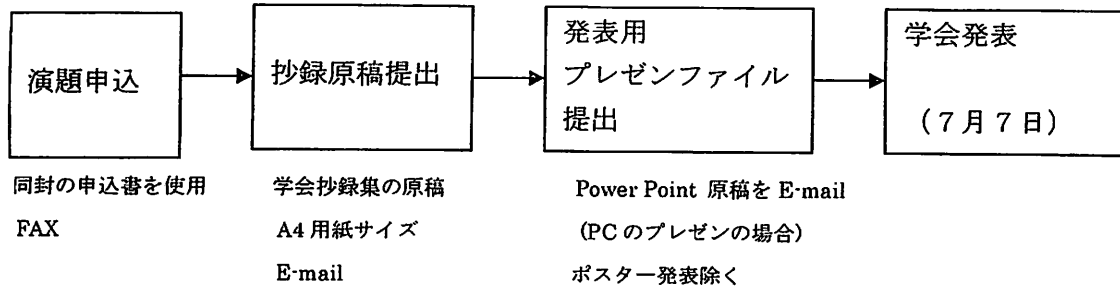 演題申込
抄録原稿提出
発表用
プレゼンファイル
提出
学会発表
(7月7日)
同封の申込書を使用
FAX
学会抄録集の原稿
A4 用紙サイズ
E-mail
Power Point 原稿を E-mail
(PC のプレゼンの場合)
ポスター発表除く